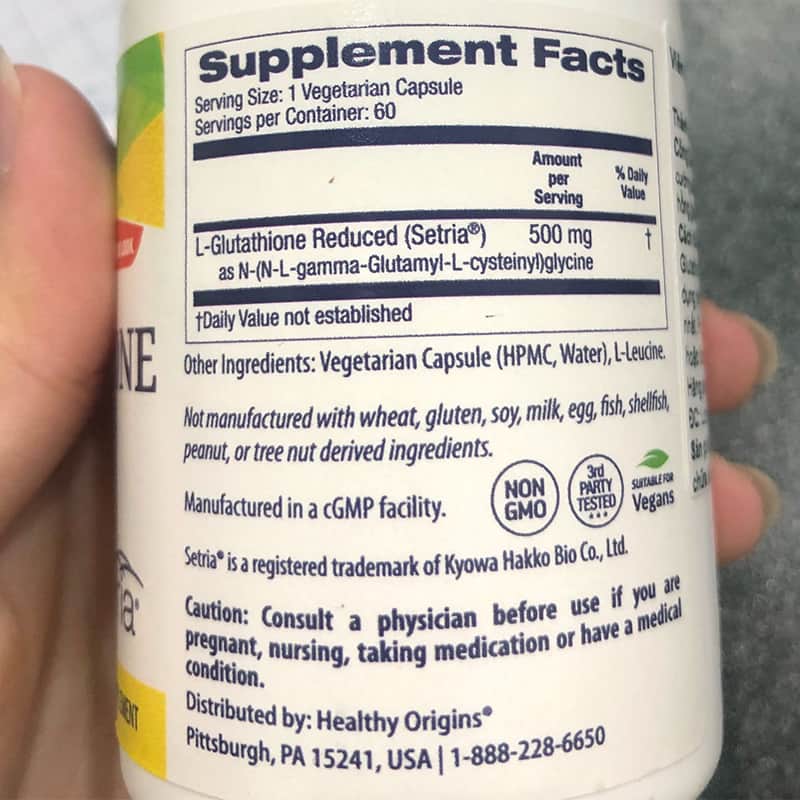 Supplement Facts
Serving Size: 1 Vegetarian Capsule
Servings per Container: 60
Amount
per
Serving
% Daily
Value
L-Glutathione Reduced (Setria®) 500 mg †
as N-(N-L-gamma-Glutamyl-L-cysteinyl)glycine
†Daily Value not established
Other Ingredients: Vegetarian Capsule (HPMC, Water), L-Leucine.
Not manufactured with wheat, gluten, soy, milk, egg, fish, shellfish,
peanut, or tree nut derived ingredients.
Manufactured in a cGMP facility.
NON
GMO
3rd
PARTY
TESTED
SUITABLE FOR
Vegans
Setria® is a registered trademark of Kyowa Hakko Bio Co., Ltd.
Caution: Consult a physician before use if you are
pregnant, nursing, taking medication or have a medical
condition.
Distributed by: Healthy Origins®
Pittsburgh, PA 15241, USA | 1-888-228-6650